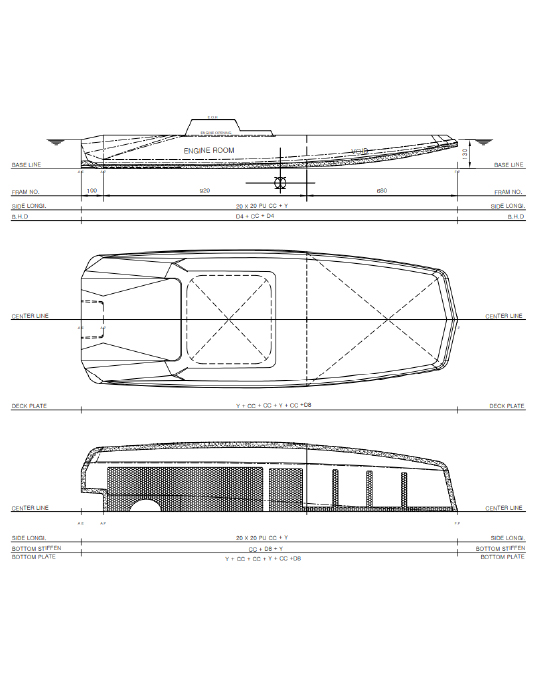 ENGINE ROOM
VOID
130
BASE LINE BASE LINE
FRAM NO. 190 920 680 FRAM NO.
SIDE LONGI. 20 X 20 PU CC + Y SIDE LONGI.
B.H.D D4 + CC + D4 B.H.D
CENTER LINE CENTER LINE
DECK PLATE Y + CC + CC + Y + CC +D8 DECK PLATE
CENTER LINE CENTER LINE
SIDE LONGI. 20 X 20 PU CC + Y SIDE LONGI.
BOTTOM STIFFEN CC + D8 + Y BOTTOM STIFFEN
BOTTOM PLATE Y + CC + CC + Y + CC +D8 BOTTOM PLATE